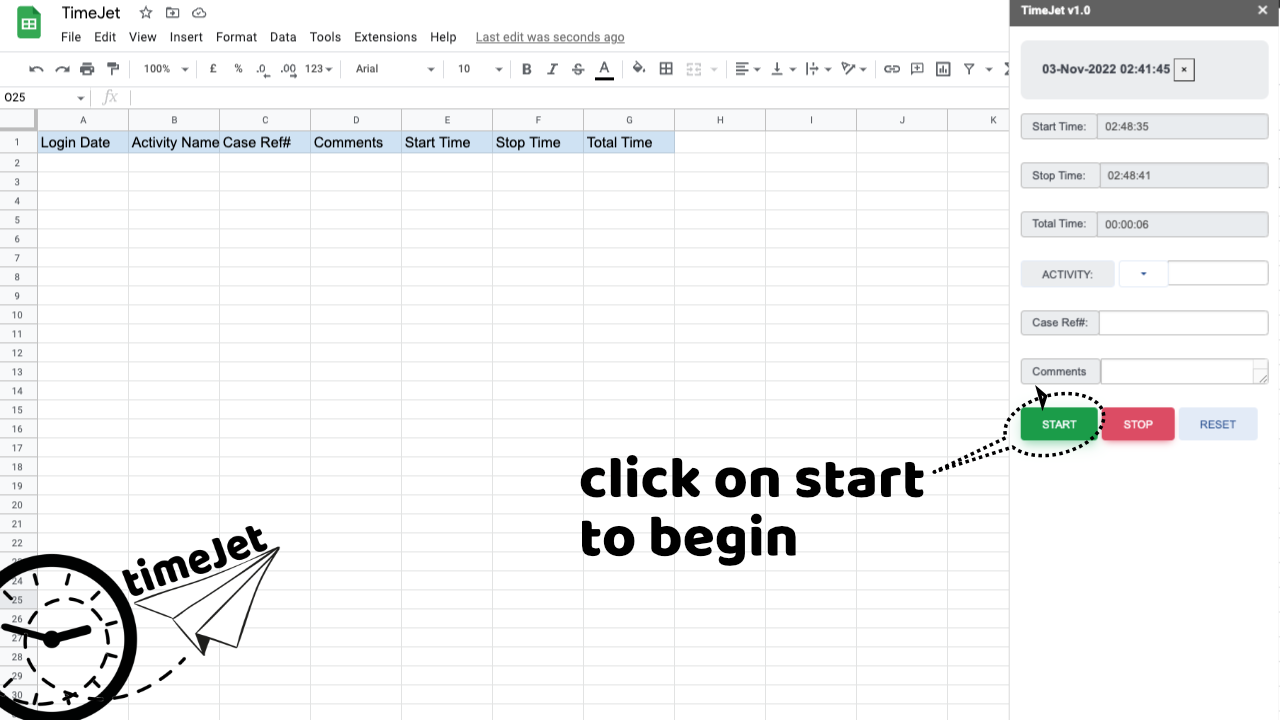 TimeJet
File Edit View Insert Format Data Tools Extensions Help Last edit was seconds ago
100% £ % .0 .00 123 Arial 10 B I S A
O25 fx
A B C D E F G H I J K
1 Login Date Activity Name Case Ref# Comments Start Time Stop Time Total Time
2
3
4
5
6
7
8
9
10
11
12
13
14
15
16
17
18
19
20
21
22
24
25
26
27
28
29
30
TimeJet v1.0 ×
03-Nov-2022 02:41:45 ×
Start Time: 02:48:35
Stop Time: 02:48:41
Total Time: 00:00:06
ACTIVITY:
Case Ref#:
Comments
START STOP RESET
click on start
to begin
timeJet